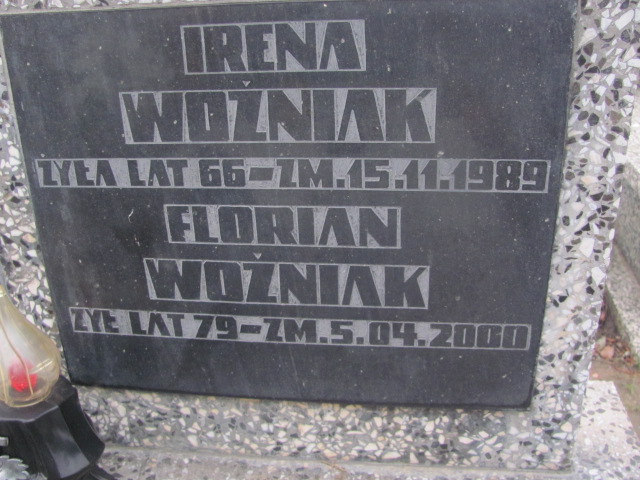 IRENA
WOŹNIAK
ŻYŁA LAT 66-ZM.15.11.1989
FLORIAN
WOŹNIAK
ŻYŁ LAT 79-ZM.5.04.2000